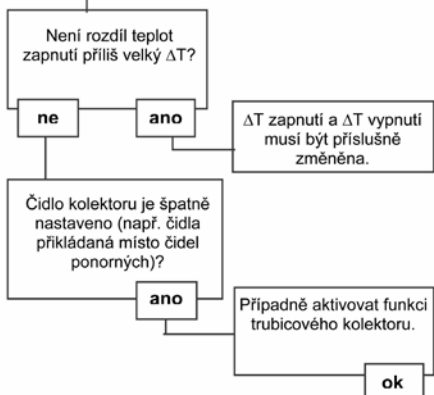 Není rozdíl teplot
zapnutí příliš velký ΔT?
ne
ano
ΔT zapnutí a ΔT vypnutí
musí být příslušně
změněna.
Čidlo kolektoru je špatně
nastaveno (např. čidla
přikládaná místo čidel
ponorných)?
ano
Případně aktivovat funkci
trubicového kolektoru.
ok